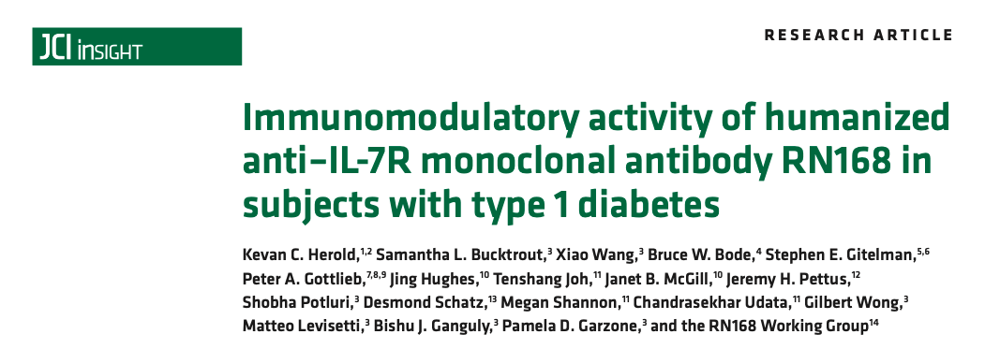 JCI insight
RESEARCH ARTICLE
Immunomodulatory activity of humanized
anti–IL-7R monoclonal antibody RN168 in
subjects with type 1 diabetes
Kevan C. Herold,1,2 Samantha L. Bucktrout,3 Xiao Wang,3 Bruce W. Bode,4 Stephen E. Gitelman,5,6
Peter A. Gottlieb,7,8,9 Jing Hughes,10 Tenshang Joh,11 Janet B. McGill,10 Jeremy H. Pettus,12
Shobha Potluri,3 Desmond Schatz,13 Megan Shannon,11 Chandrasekhar Udata,11 Gilbert Wong,3
Matteo Levisetti,3 Bishu J. Ganguly,3 Pamela D. Garzone,3 and the RN168 Working Group14